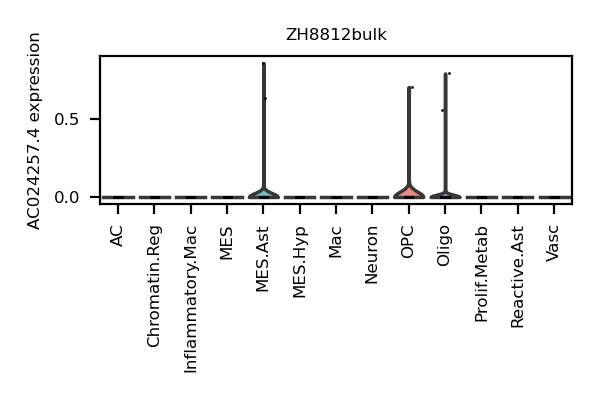 ZH8812bulk
AC024257.4 expression
0.5
0.0
AC
Chromatin.Reg
Inflammatory.Mac
MES
MES.Ast
MES.Hyp
Mac
Neuron
OPC
Oligo
Prolif.Metab
Reactive.Ast
Vasc